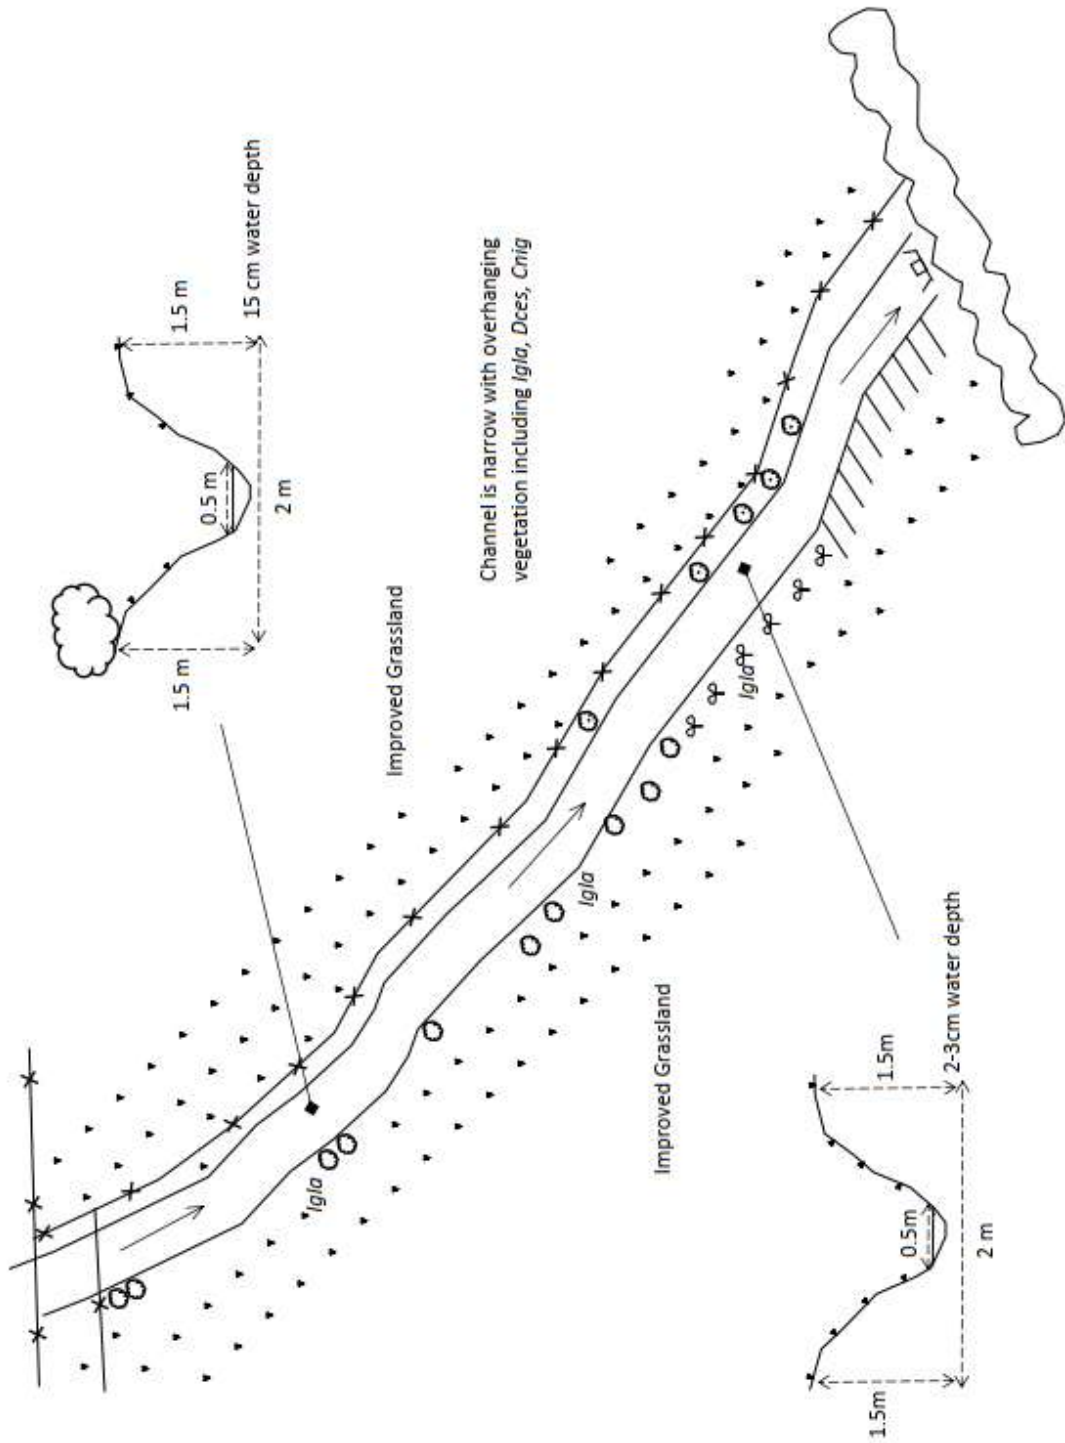 1.5 m
1.5 m
0.5 m
15 cm water depth
2 m
Igla
Improved Grassland
Channel is narrow with overhanging
vegetation including Igla, Dces, Cnig
Igla
Improved Grassland
Igla
1.5m
1.5m
0.5m
2-3cm water depth
2 m